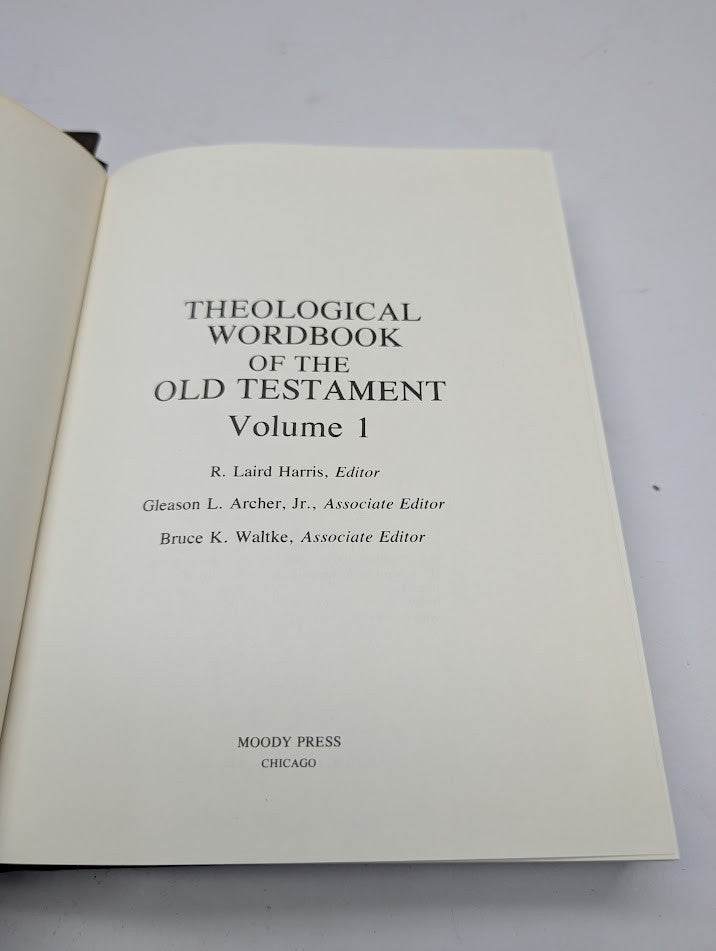 THEOLOGICAL
WORDBOOK
OF THE
OLD TESTAMENT
Volume 1
R. Laird Harris, Editor
Gleason L. Archer, Jr., Associate Editor
Bruce K. Waltke, Associate Editor
MOODY PRESS
CHICAGO